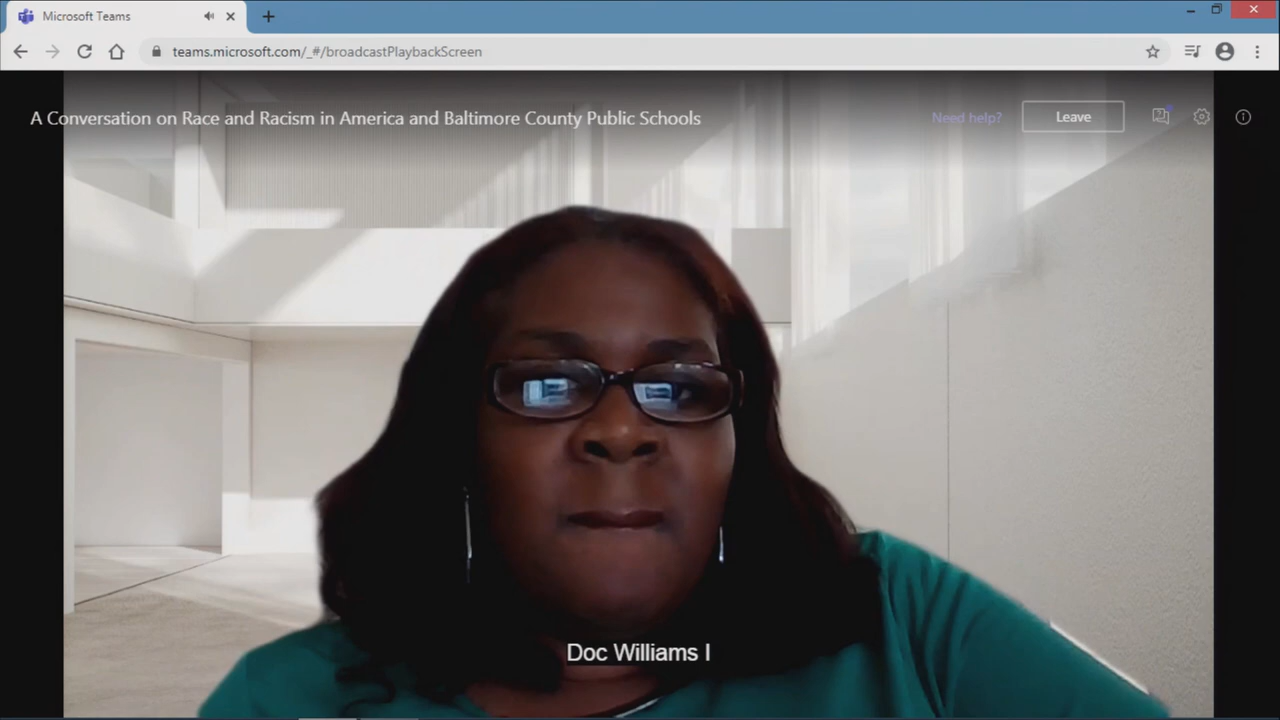 Microsoft Teams
teams.microsoft.com/_#/broadcastPlaybackScreen
A Conversation on Race and Racism in America and Baltimore County Public Schools
Need help?
Leave
Doc Williams I